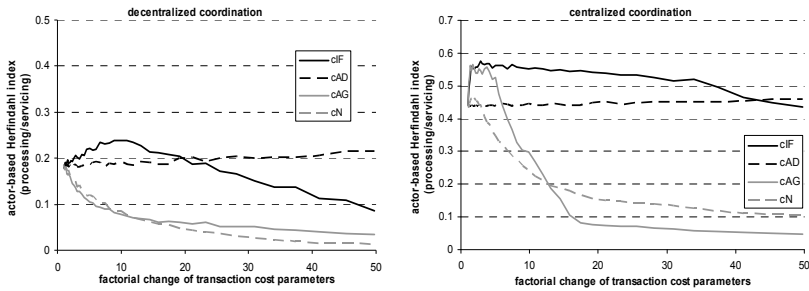 decentralized coordination
0.5
0.4
0.3
0.2
0.1
0
actor-based Herfindahl index
(processing/servicing)
cIF
cAD
cAG
cN
0 10 20 30 40 50
factorial change of transaction cost parameters
centralized coordination
0.7
0.6
0.5
0.4
0.3
0.2
0.1
0
actor-based Herfindahl index
(processing/servicing)
cIF
cAD
cAG
cN
0 10 20 30 40 50
factorial change of transaction cost parameters